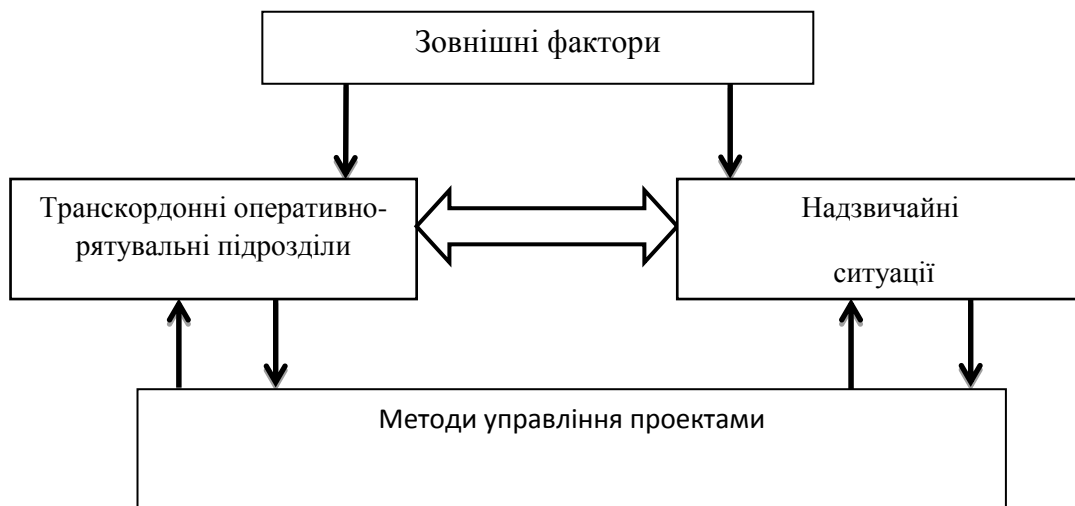 Зовнішні фактори
Транскордонні оперативно-
рятувальні підрозділи
Надзвичайні
ситуації
Методи управління проектами